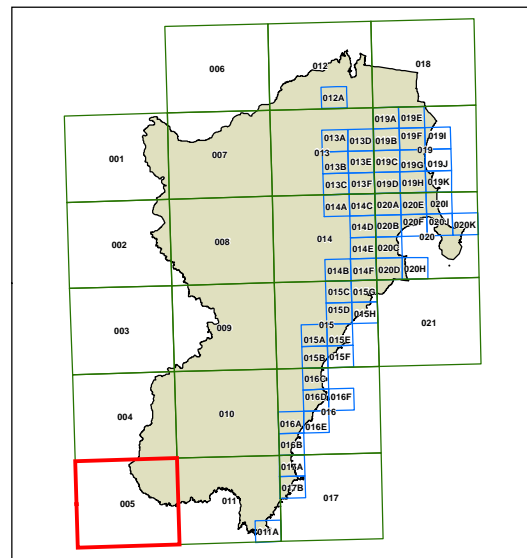 012 018
006
012A
019A 019E
013A 013D 019B 019F 019I
007 013 019
001 013B 013E 019C 019G 019J
013C 013F 019D 019H 019K
014A 014C 020A 020E 020I
014D 020B 020F 020J 020K
002 008 014 020
014E 020C
014B 014F 020D 020H
015C 015G
015D 015H
003 009 015 021
015A 015E
015B 015F
016C
016D 016F
004 010 016
016A 016E
016B
017A
017B
005 011 017
011A